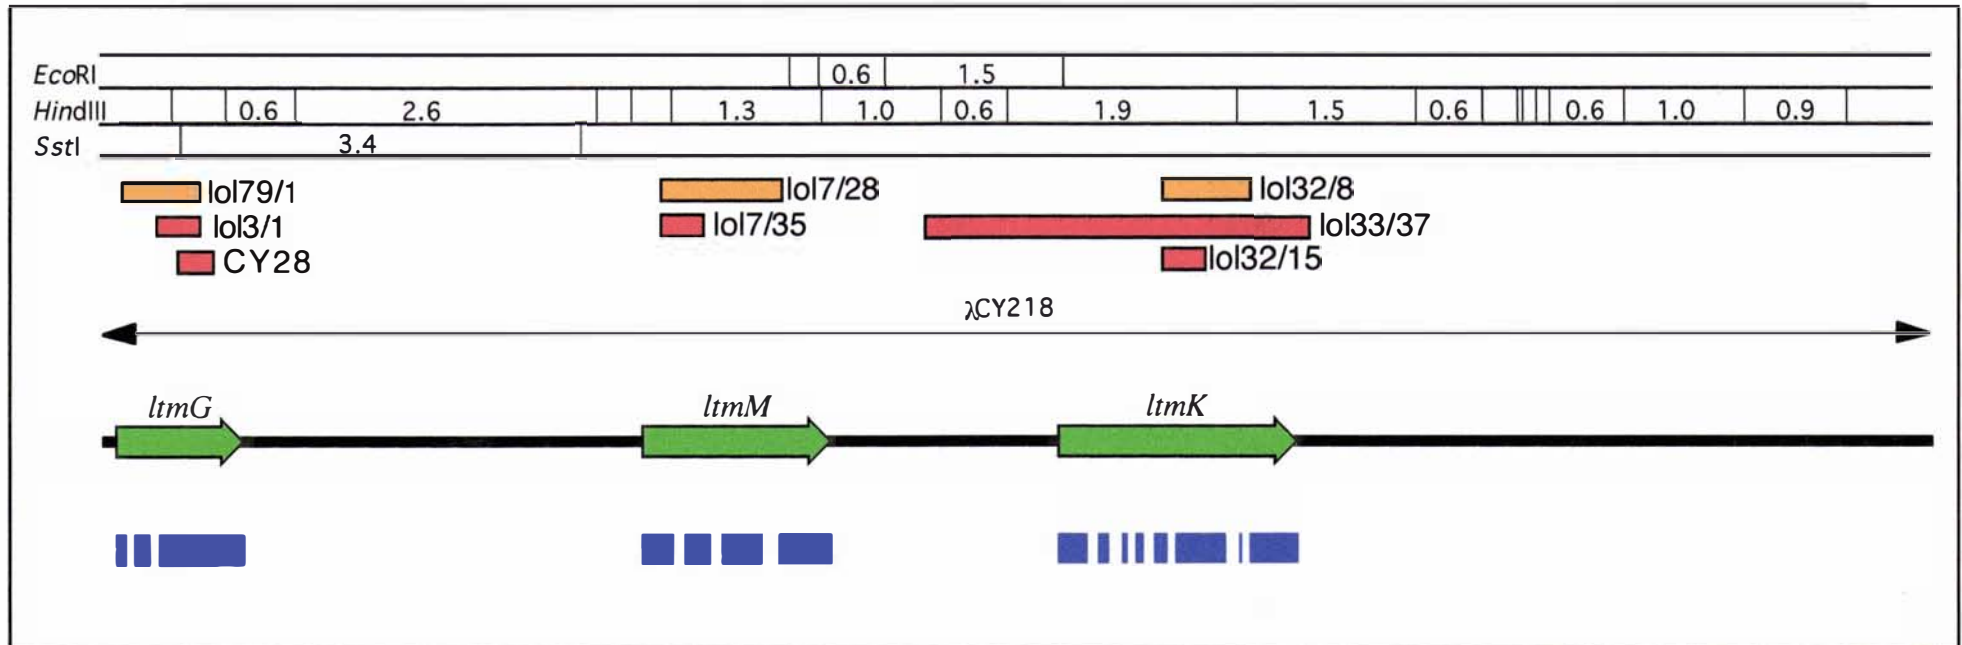 EcoRI 0.6 1.5
HindIII 0.6 2.6 1.3 1.0 0.6 1.9 1.5 0.6 0.6 1.0 0.9
SstI 3.4
lol79/1 lol7/28 lol32/8
lol3/1 lol7/35 lol33/37
CY28 lol32/15
λCY218
ltmG ltmM ltmK